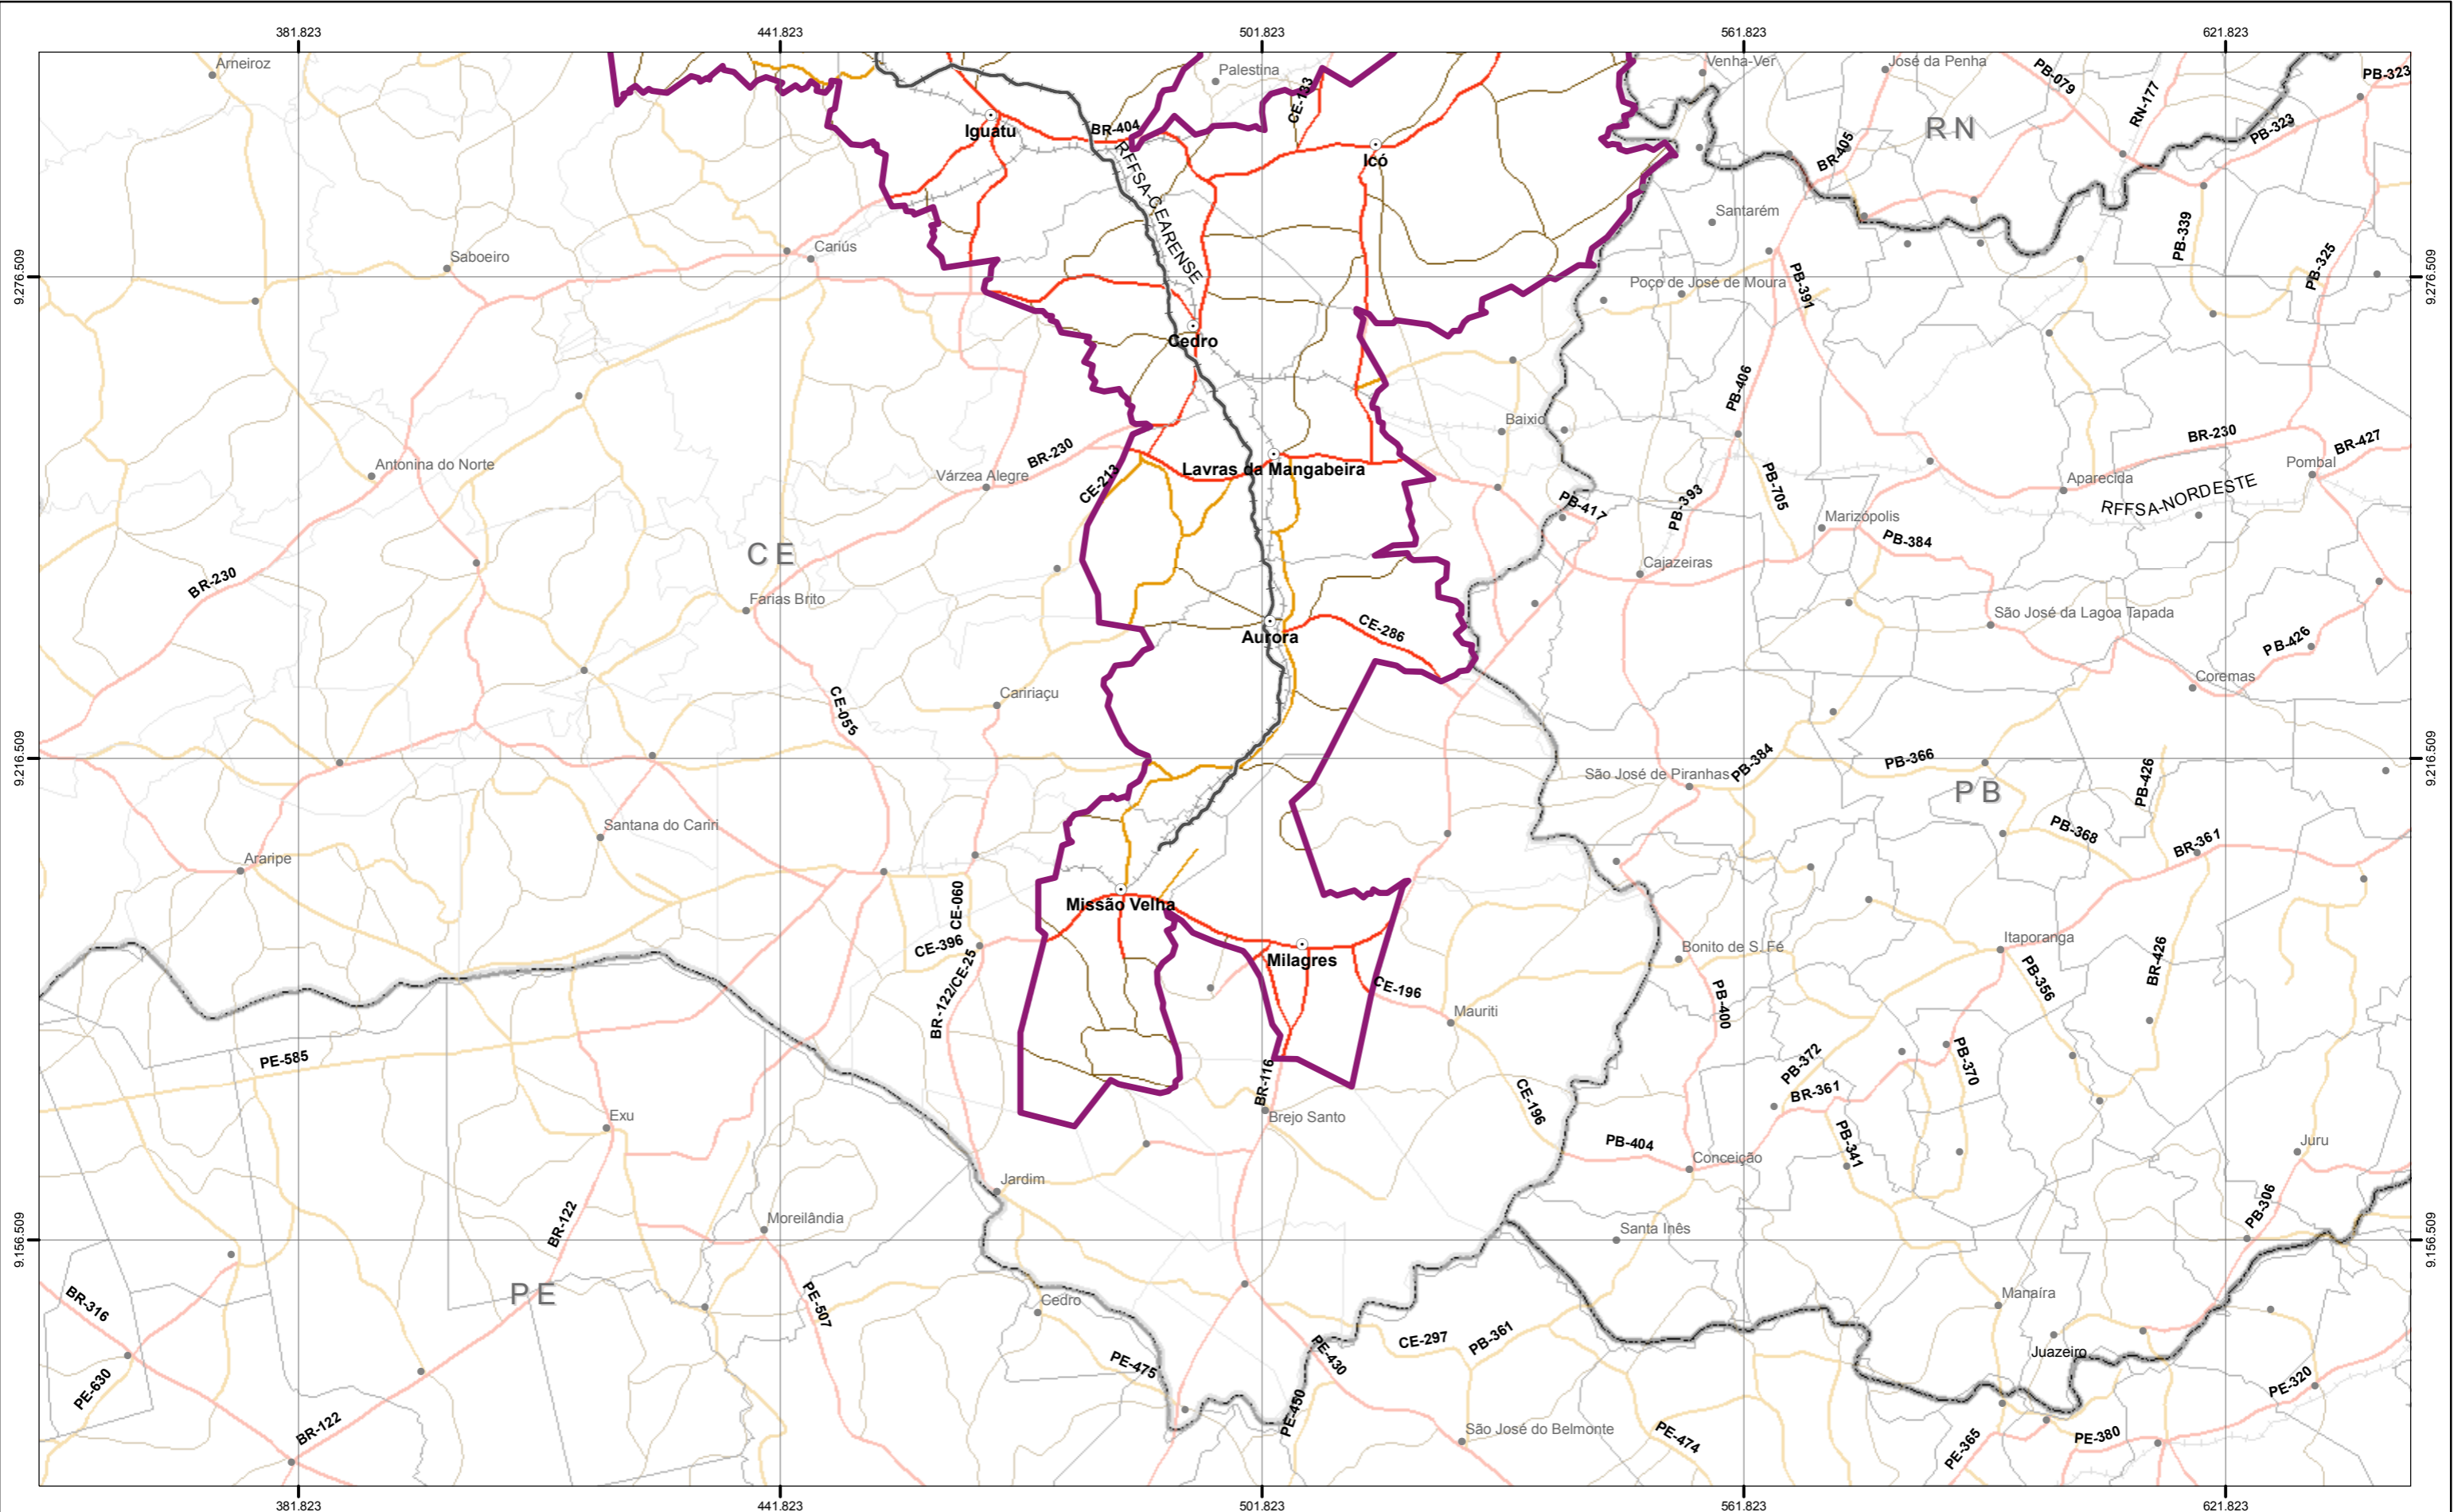 381.823
441.823
501.823
561.823
621.823
Arneiroz
Palestina
Venha-Ver
José da Penha
PB-079
RN-177
PB-323
CE-133
Iguatu
BR-404
RN
PB-323
BR-405
Icó
RFFSA-CEARENSE
Santarém
PB-339
Saboeiro
Cariús
PB-325
9.276.509
9.276.509
Poço de José de Moura
PB-391
Cedro
PB-406
Baixio
BR-230
BR-427
Antonina do Norte
Várzea Alegre
BR-230
CE-213
Lavras da Mangabeira
PB-417
PB-393
PB-705
Aparecida
Pombal
RFFSA-NORDESTE
Marizópolis
PB-384
CE
BR-230
Cajazeiras
Farias Brito
São José da Lagoa Tapada
Aurora
CE-286
PB-426
Coremas
Caririaçu
CE-055
9.216.509
9.216.509
São José de Piranhas
PB-384
PB-366
PB-426
PB
Santana do Cariri
PB-368
BR-361
Araripe
CE-060
Missão Velha
CE-396
Milagres
Bonito de S. Fé
Itaporanga
BR-426
PB-356
BR-122/CE-25
CE-196
Mauriti
PB-400
PE-585
BR-116
PB-372
PB-370
BR-361
Exu
Brejo Santo
CE-196
PB-404
PB-341
Juru
Conceição
Jardim
BR-122
Moreilândia
PB-306
Santa Inês
9.156.509
9.156.509
BR-316
PE
PE-507
Cedro
Manaíra
CE-297
PB-361
PE-430
Juazeiro
PE-475
PE-630
PE-320
BR-122
PE-450
São José do Belmonte
PE-474
PE-365
PE-380
381.823
441.823
501.823
561.823
621.823